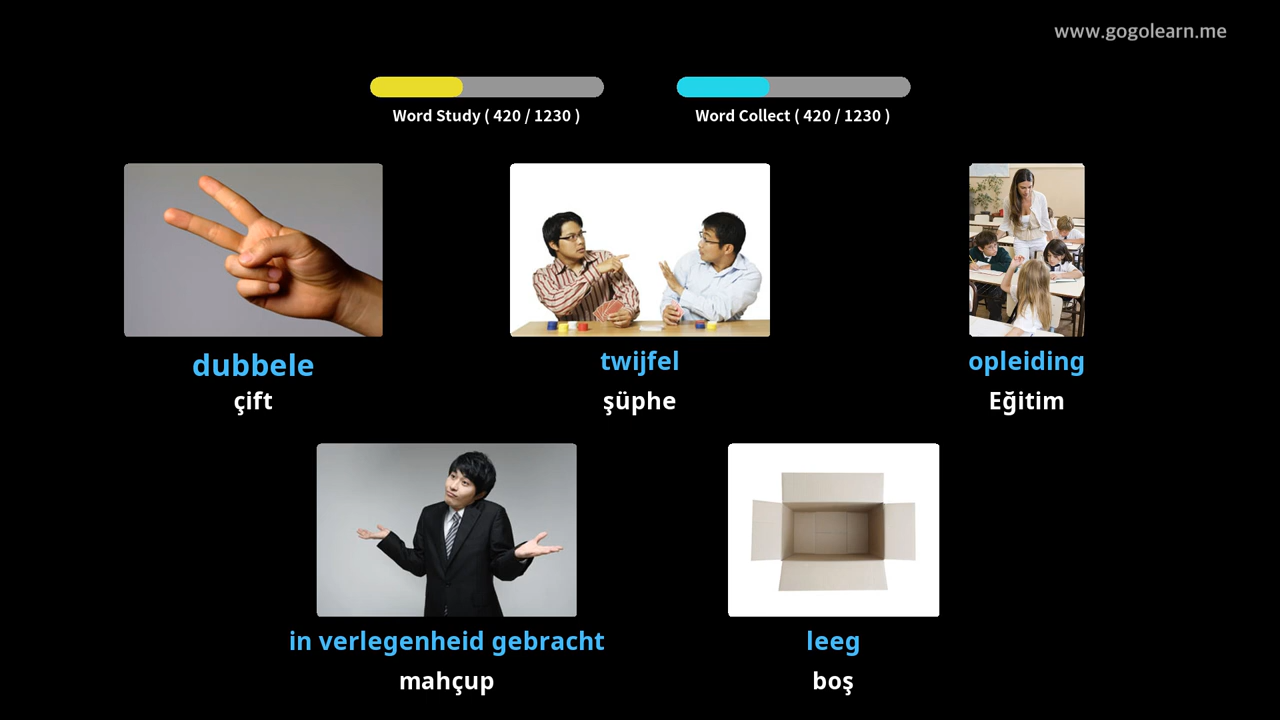 www.gogolearn.me
Word Study ( 420 / 1230 )
Word Collect ( 420 / 1230 )
dubbele
çift
twijfel
şüphe
opleiding
Eğitim
in verlegenheid gebracht
mahçup
leeg
boş